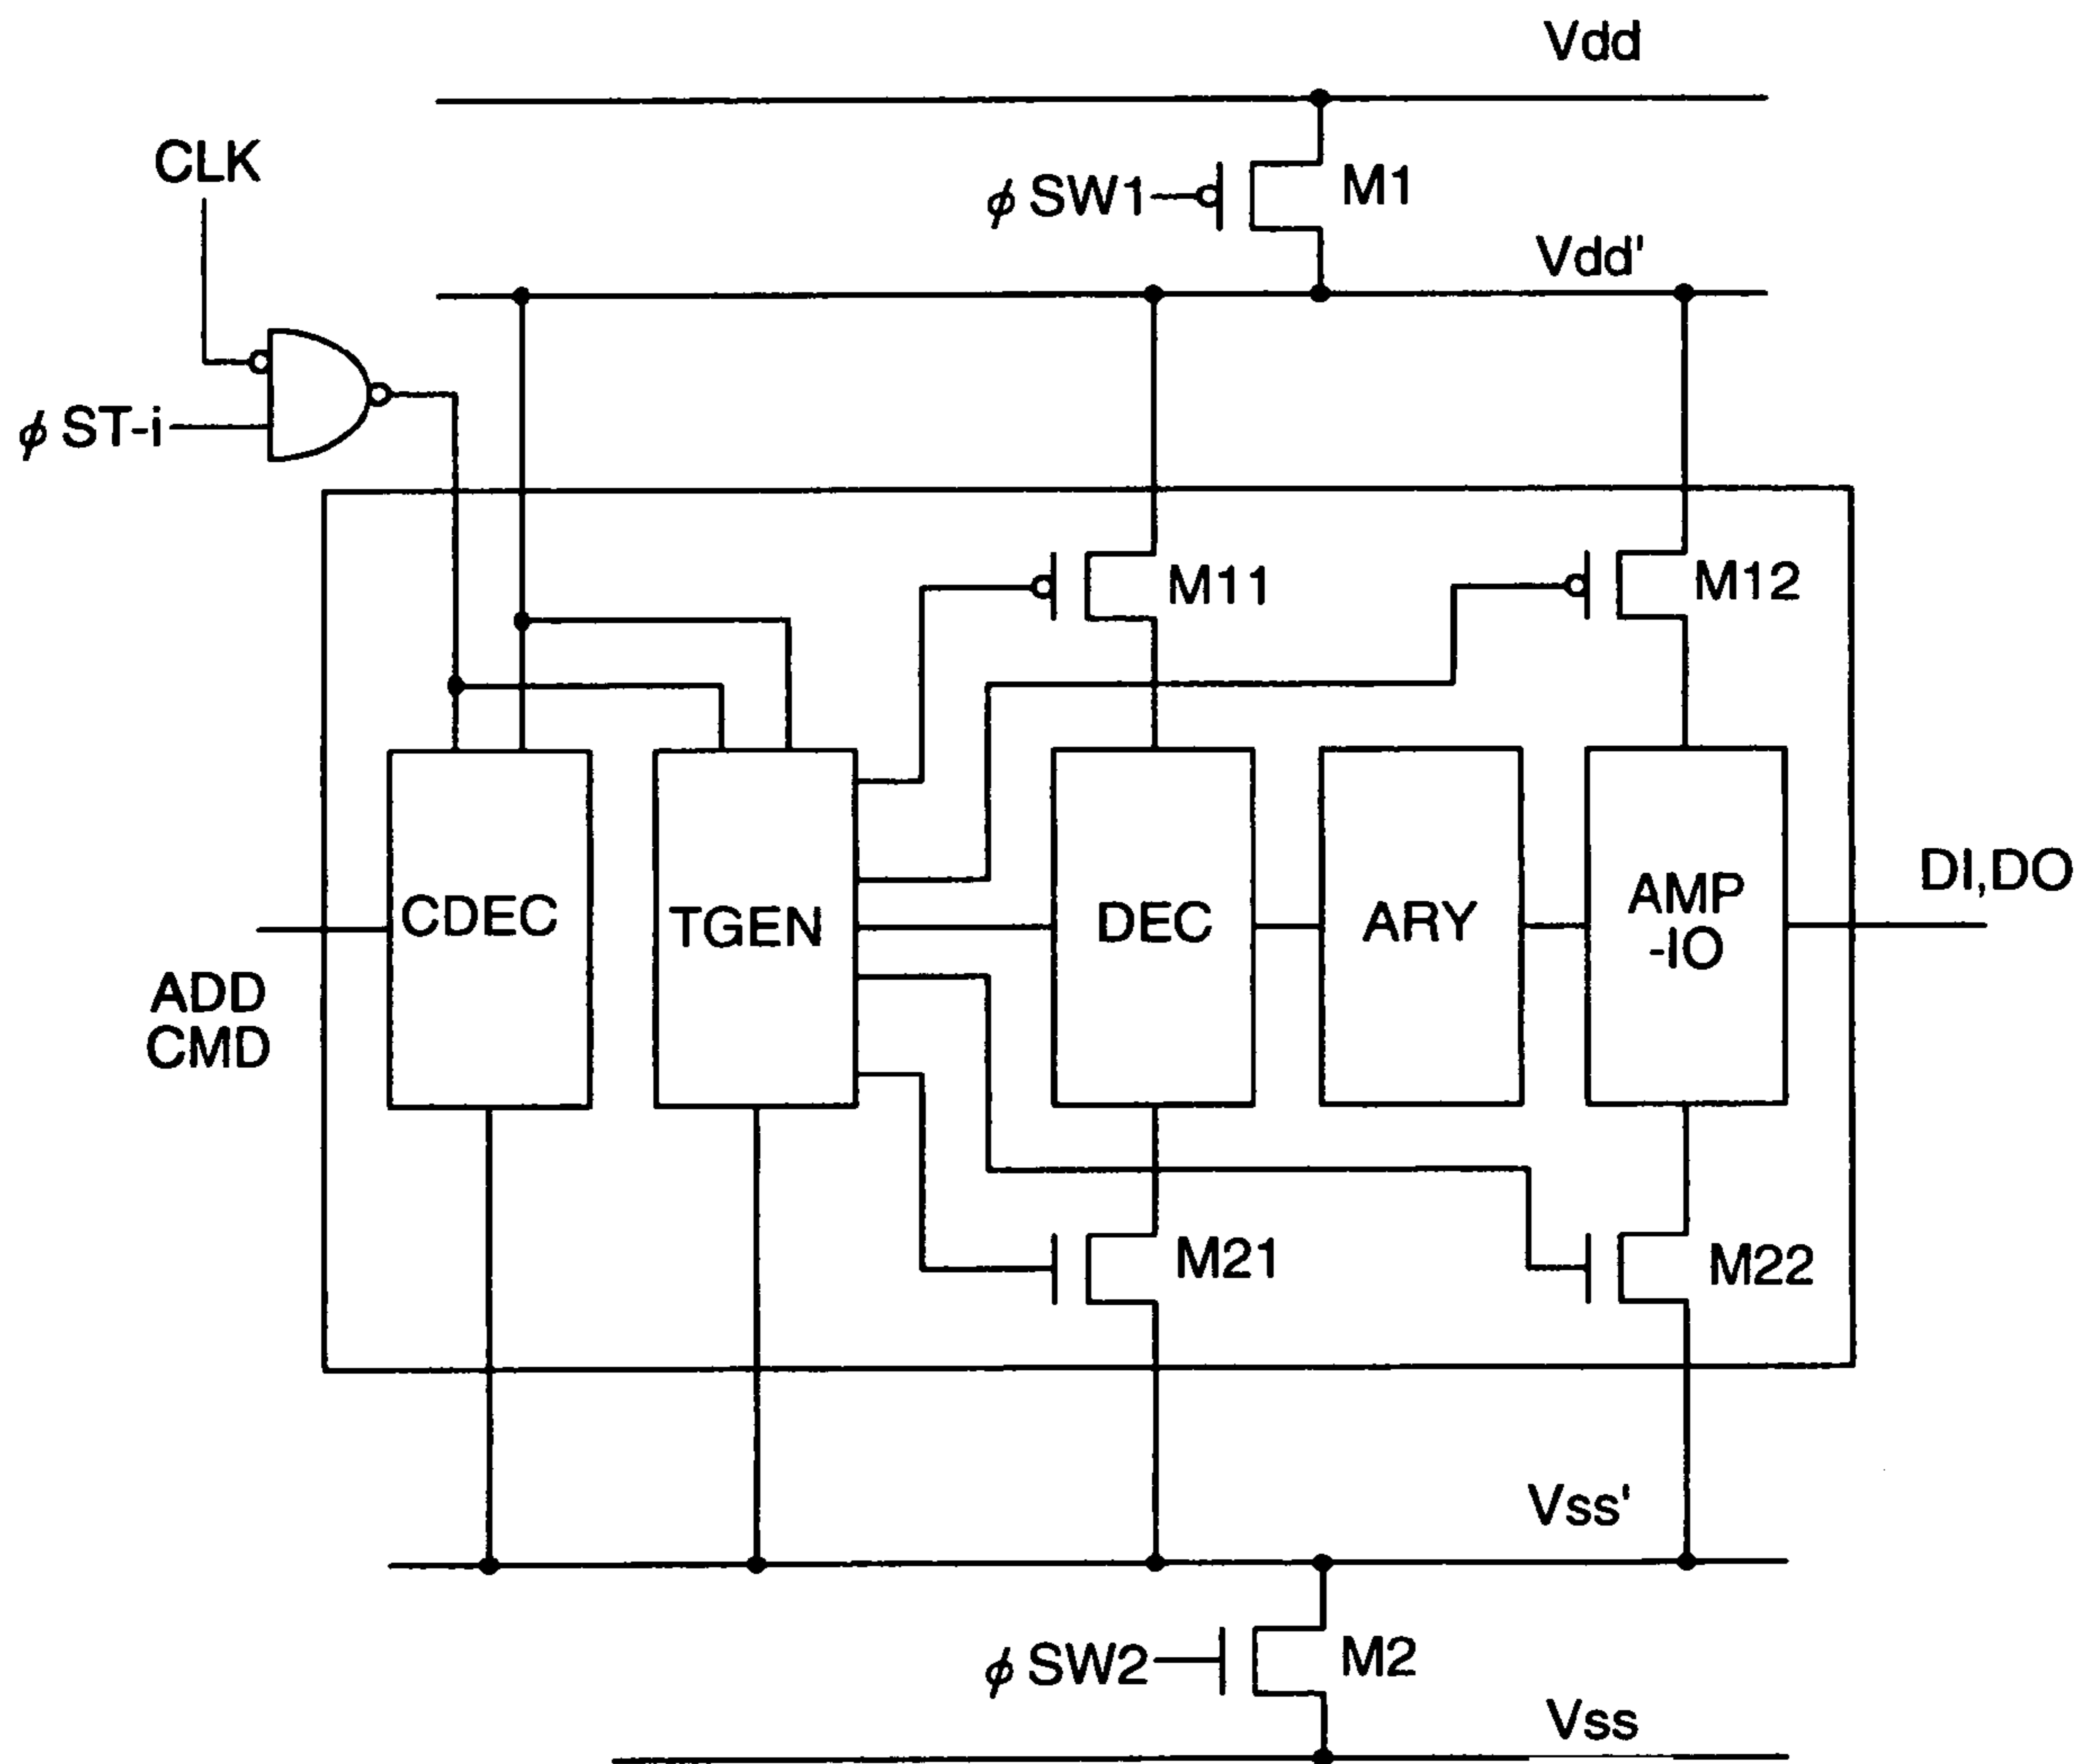 Vdd
CLK
ϕ SW1
M1
Vdd'
ϕ ST-i
M11
M12
CDEC
TGEN
DEC
ARY
AMP
-IO
DI,DO
ADD
CMD
M21
M22
Vss'
ϕ SW2
M2
Vss